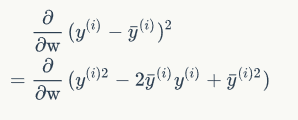 ∂/∂w (y^(i) − ȳ^(i))²
= ∂/∂w (y^(i)2 − 2ȳ^(i)y^(i) + ȳ^(i)2)